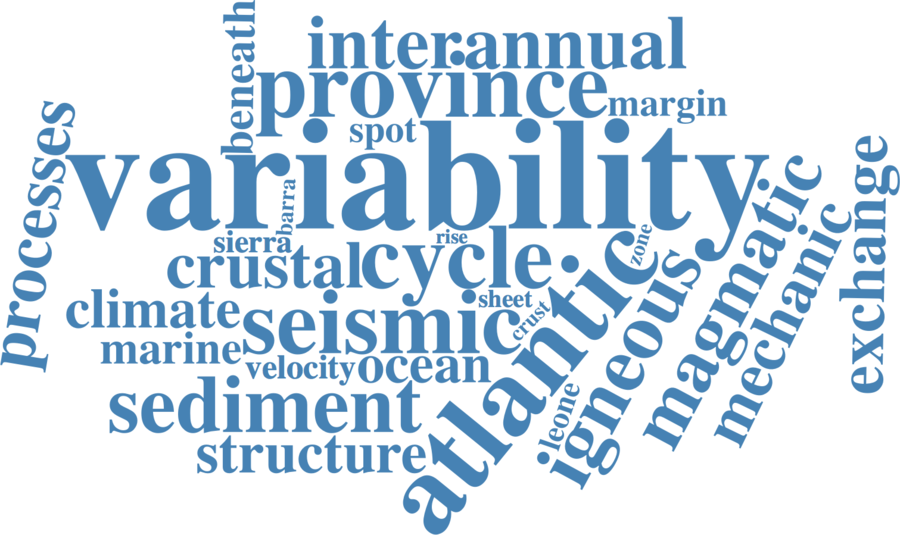 beneath
interannual
province
margin
spot
processes
variability
barra
sierra
rise
zone
magmatic
exchange
crustal
cycle
mechanic
climate
seismic
sheet
crust
atlantic
igneous
marine
velocity
ocean
sediment
leone
structure